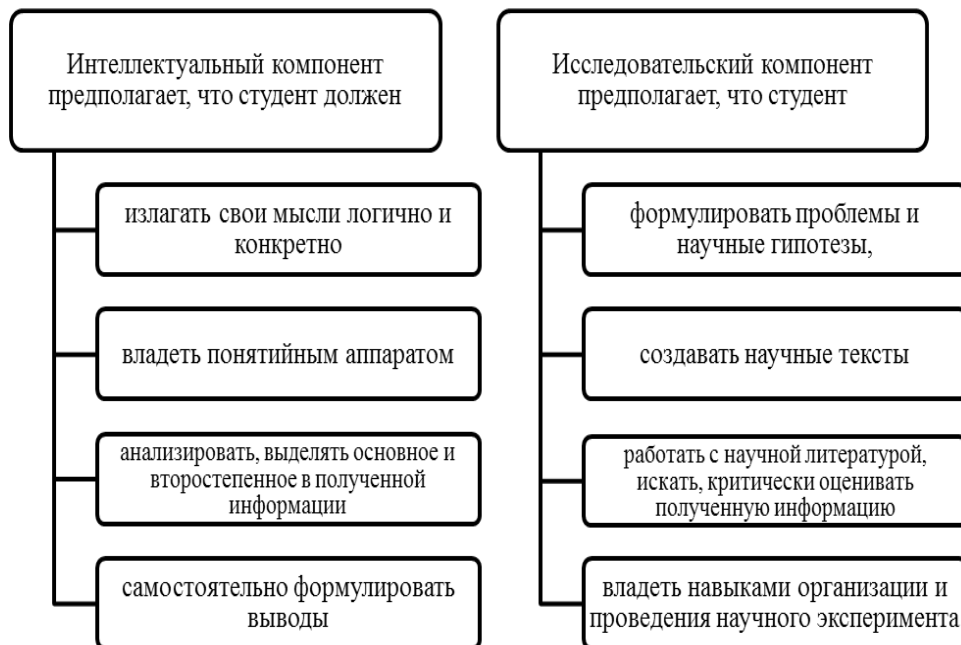 Интеллектуальный компонент
предполагает, что студент должен
излагать свои мысли логично и
конкретно
владеть понятийным аппаратом
анализировать, выделять основное и
второстепенное в полученной
информации
самостоятельно формулировать
выводы
Исследовательский компонент
предполагает, что студент
формулировать проблемы и
научные гипотезы,
создавать научные тексты
работать с научной литературой,
искать, критически оценивать
полученную информацию
владеть навыками организации и
проведения научного эксперимента